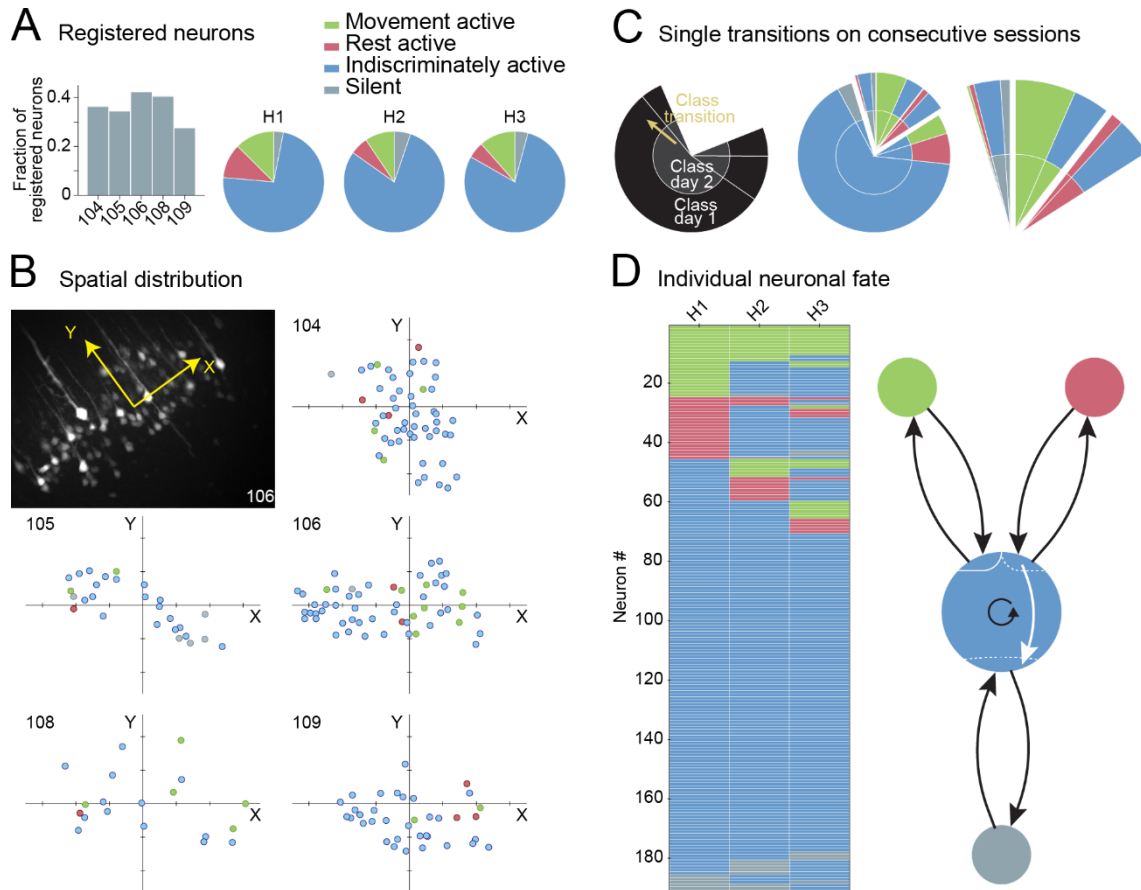 A Registered neurons
Movement active
Rest active
Indiscriminately active
Silent
Fraction of
registered neurons
0.4
0.2
0
104 105 106 108 109
H1 H2 H3
B Spatial distribution
Y
X
106
104
Y
X
105
Y
X
106
Y
X
108
Y
X
109
Y
X
C Single transitions on consecutive sessions
Class
transition
Class
day 2
Class
day 1
D Individual neuronal fate
H1 H2 H3
Neuron #
20
40
60
80
100
120
140
160
180